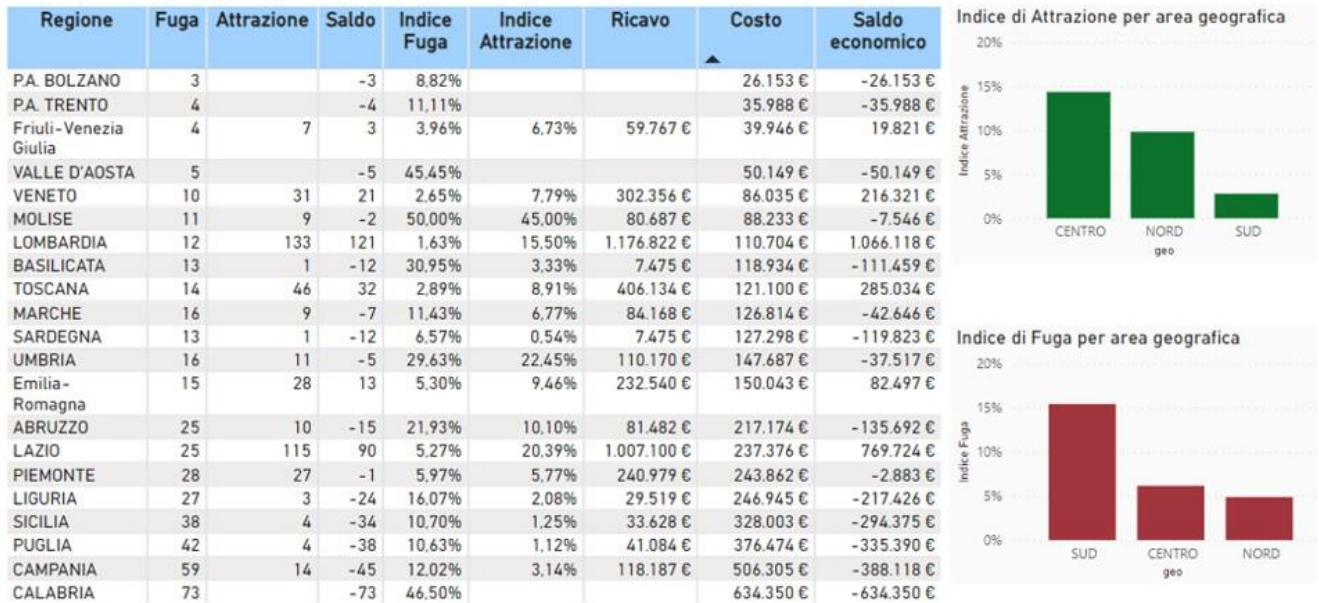 Regione Fuga Attrazione Saldo Indice Fuga Indice Attrazione Ricavo Costo Saldo economico
P.A. BOLZANO 3 -3 8,82% 26.153 € -26.153 €
P.A. TRENTO 4 -4 11,11% 35.988 € -35.988 €
Friuli-Venezia Giulia 4 7 3 3,96% 6,73% 59.767 € 39.946 € 19.821 €
VALLE D'AOSTA 5 -5 45,45% 50.149 € -50.149 €
VENETO 10 31 21 2,65% 7,79% 302.356 € 86.035 € 216.321 €
MOLISE 11 9 -2 50,00% 45,00% 80.687 € 88.233 € -7.546 €
LOMBARDIA 12 133 121 1,63% 15,50% 1.176.822 € 110.704 € 1.066.118 €
BASILICATA 13 1 -12 30,95% 3,33% 7.475 € 118.934 € -111.459 €
TOSCANA 14 46 32 2,89% 8,91% 406.134 € 121.100 € 285.034 €
MARCHE 16 9 -7 11,43% 6,77% 84.168 € 126.814 € -42.646 €
SARDEGNA 13 1 -12 6,57% 0,54% 7.475 € 127.298 € -119.823 €
UMBRIA 16 11 -5 29,63% 22,45% 110.170 € 147.687 € -37.517 €
Emilia-Romagna 15 28 13 5,30% 9,46% 232.540 € 150.043 € 82.497 €
ABRUZZO 25 10 -15 21,93% 10,10% 81.482 € 217.174 € -135.692 €
LAZIO 25 115 90 5,27% 20,39% 1.007.100 € 237.376 € 769.724 €
PIEMONTE 28 27 -1 5,97% 5,77% 240.979 € 243.862 € -2.883 €
LIGURIA 27 3 -24 16,07% 2,08% 29.519 € 246.945 € -217.426 €
SICILIA 38 4 -34 10,70% 1,25% 33.628 € 328.003 € -294.375 €
PUGLIA 42 4 -38 10,63% 1,12% 41.084 € 376.474 € -335.390 €
CAMPANIA 59 14 -45 12,02% 3,14% 118.187 € 506.305 € -388.118 €
CALABRIA 73 -73 46,50% 634.350 € -634.350 €
Indice di Attrazione per area geografica
Indice Attrazione
20%
15%
10%
5%
0%
CENTRO NORD SUD
geo
Indice di Fuga per area geografica
Indice Fuga
20%
15%
10%
5%
0%
SUD CENTRO NORD
geo